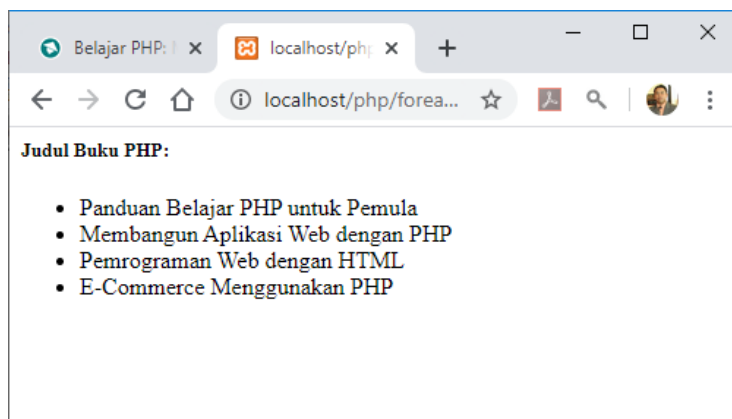 Belajar PHP:
localhost/php
localhost/php/forea...
Judul Buku PHP:
Panduan Belajar PHP untuk Pemula
Membangun Aplikasi Web dengan PHP
Pemrograman Web dengan HTML
E-Commerce Menggunakan PHP